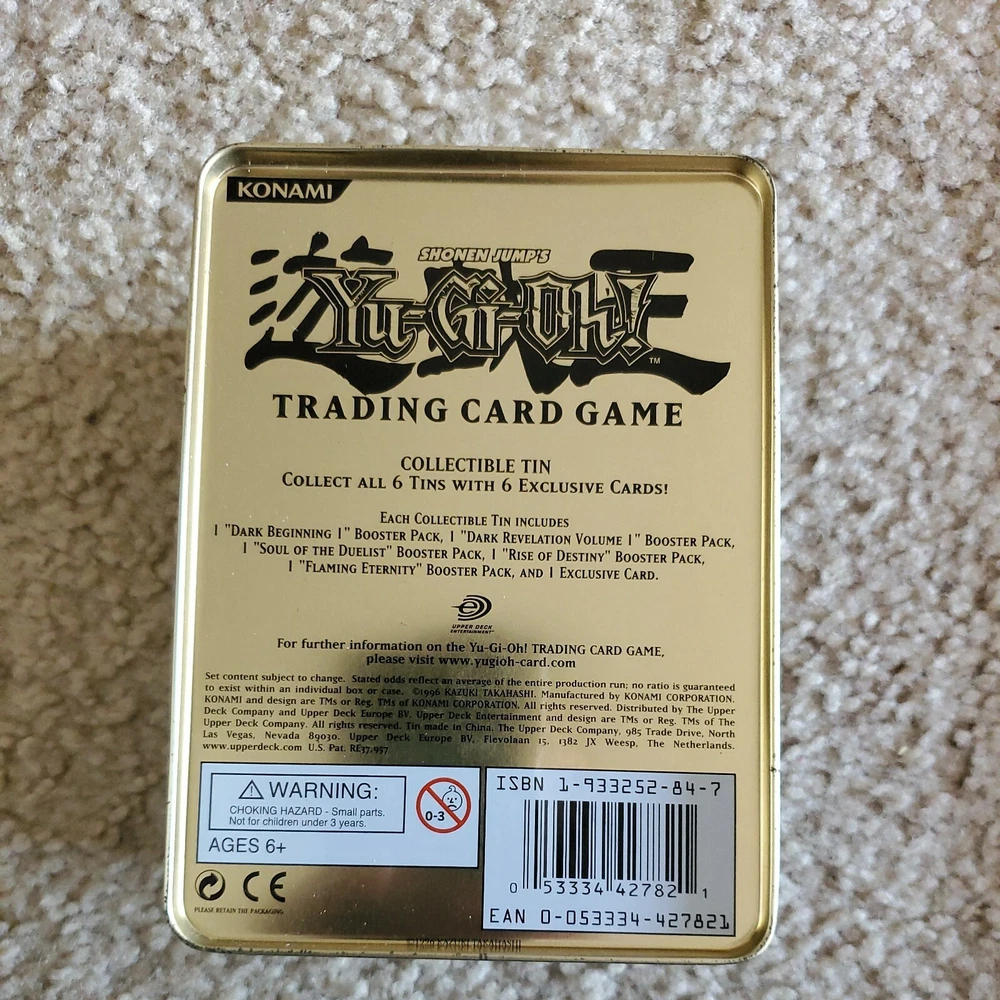 KONAMI
SHONEN JUMP'S
Yu-Gi-Oh!
TM
TRADING CARD GAME
COLLECTIBLE TIN
COLLECT ALL 6 TINS WITH 6 EXCLUSIVE CARDS!
EACH COLLECTIBLE TIN INCLUDES
1 "DARK BEGINNING 1" BOOSTER PACK, 1 "DARK REVELATION VOLUME 1" BOOSTER PACK,
1 "SOUL OF THE DUELIST" BOOSTER PACK, 1 "RISE OF DESTINY" BOOSTER PACK,
1 "FLAMING ETERNITY" BOOSTER PACK, AND 1 EXCLUSIVE CARD.
UPPER DECK
ENTERTAINMENT
For further information on the Yu-Gi-Oh! TRADING CARD GAME,
please visit www.yugioh-card.com
Set content subject to change. Stated odds reflect an average of the entire production run; no ratio is guaranteed
to exist within an individual box or case. ©1996 KAZUKI TAKAHASHI. Manufactured by KONAMI CORPORATION.
KONAMI and design are TMs or Reg. TMs of KONAMI CORPORATION. All rights reserved. Distributed by The Upper
Deck Company and Upper Deck Europe BV. Upper Deck Entertainment and design are TMs or Reg. TMs of The
Upper Deck Company. All rights reserved. Tin made in China. The Upper Deck Company, 985 Trade Drive, North
Las Vegas, Nevada 89030. Upper Deck Europe BV, Flevolaan 15, 1382 JX Weesp, The Netherlands.
www.upperdeck.com U.S. Pat. RE37,957
WARNING:
CHOKING HAZARD - Small parts.
Not for children under 3 years.
0-3
AGES 6+
CE
PLEASE RETAIN THE PACKAGING
ISBN 1-933252-84-7
0 53334 42782 1
EAN 0-053334-427821
©1996 KAZUKI TAKAHASHI